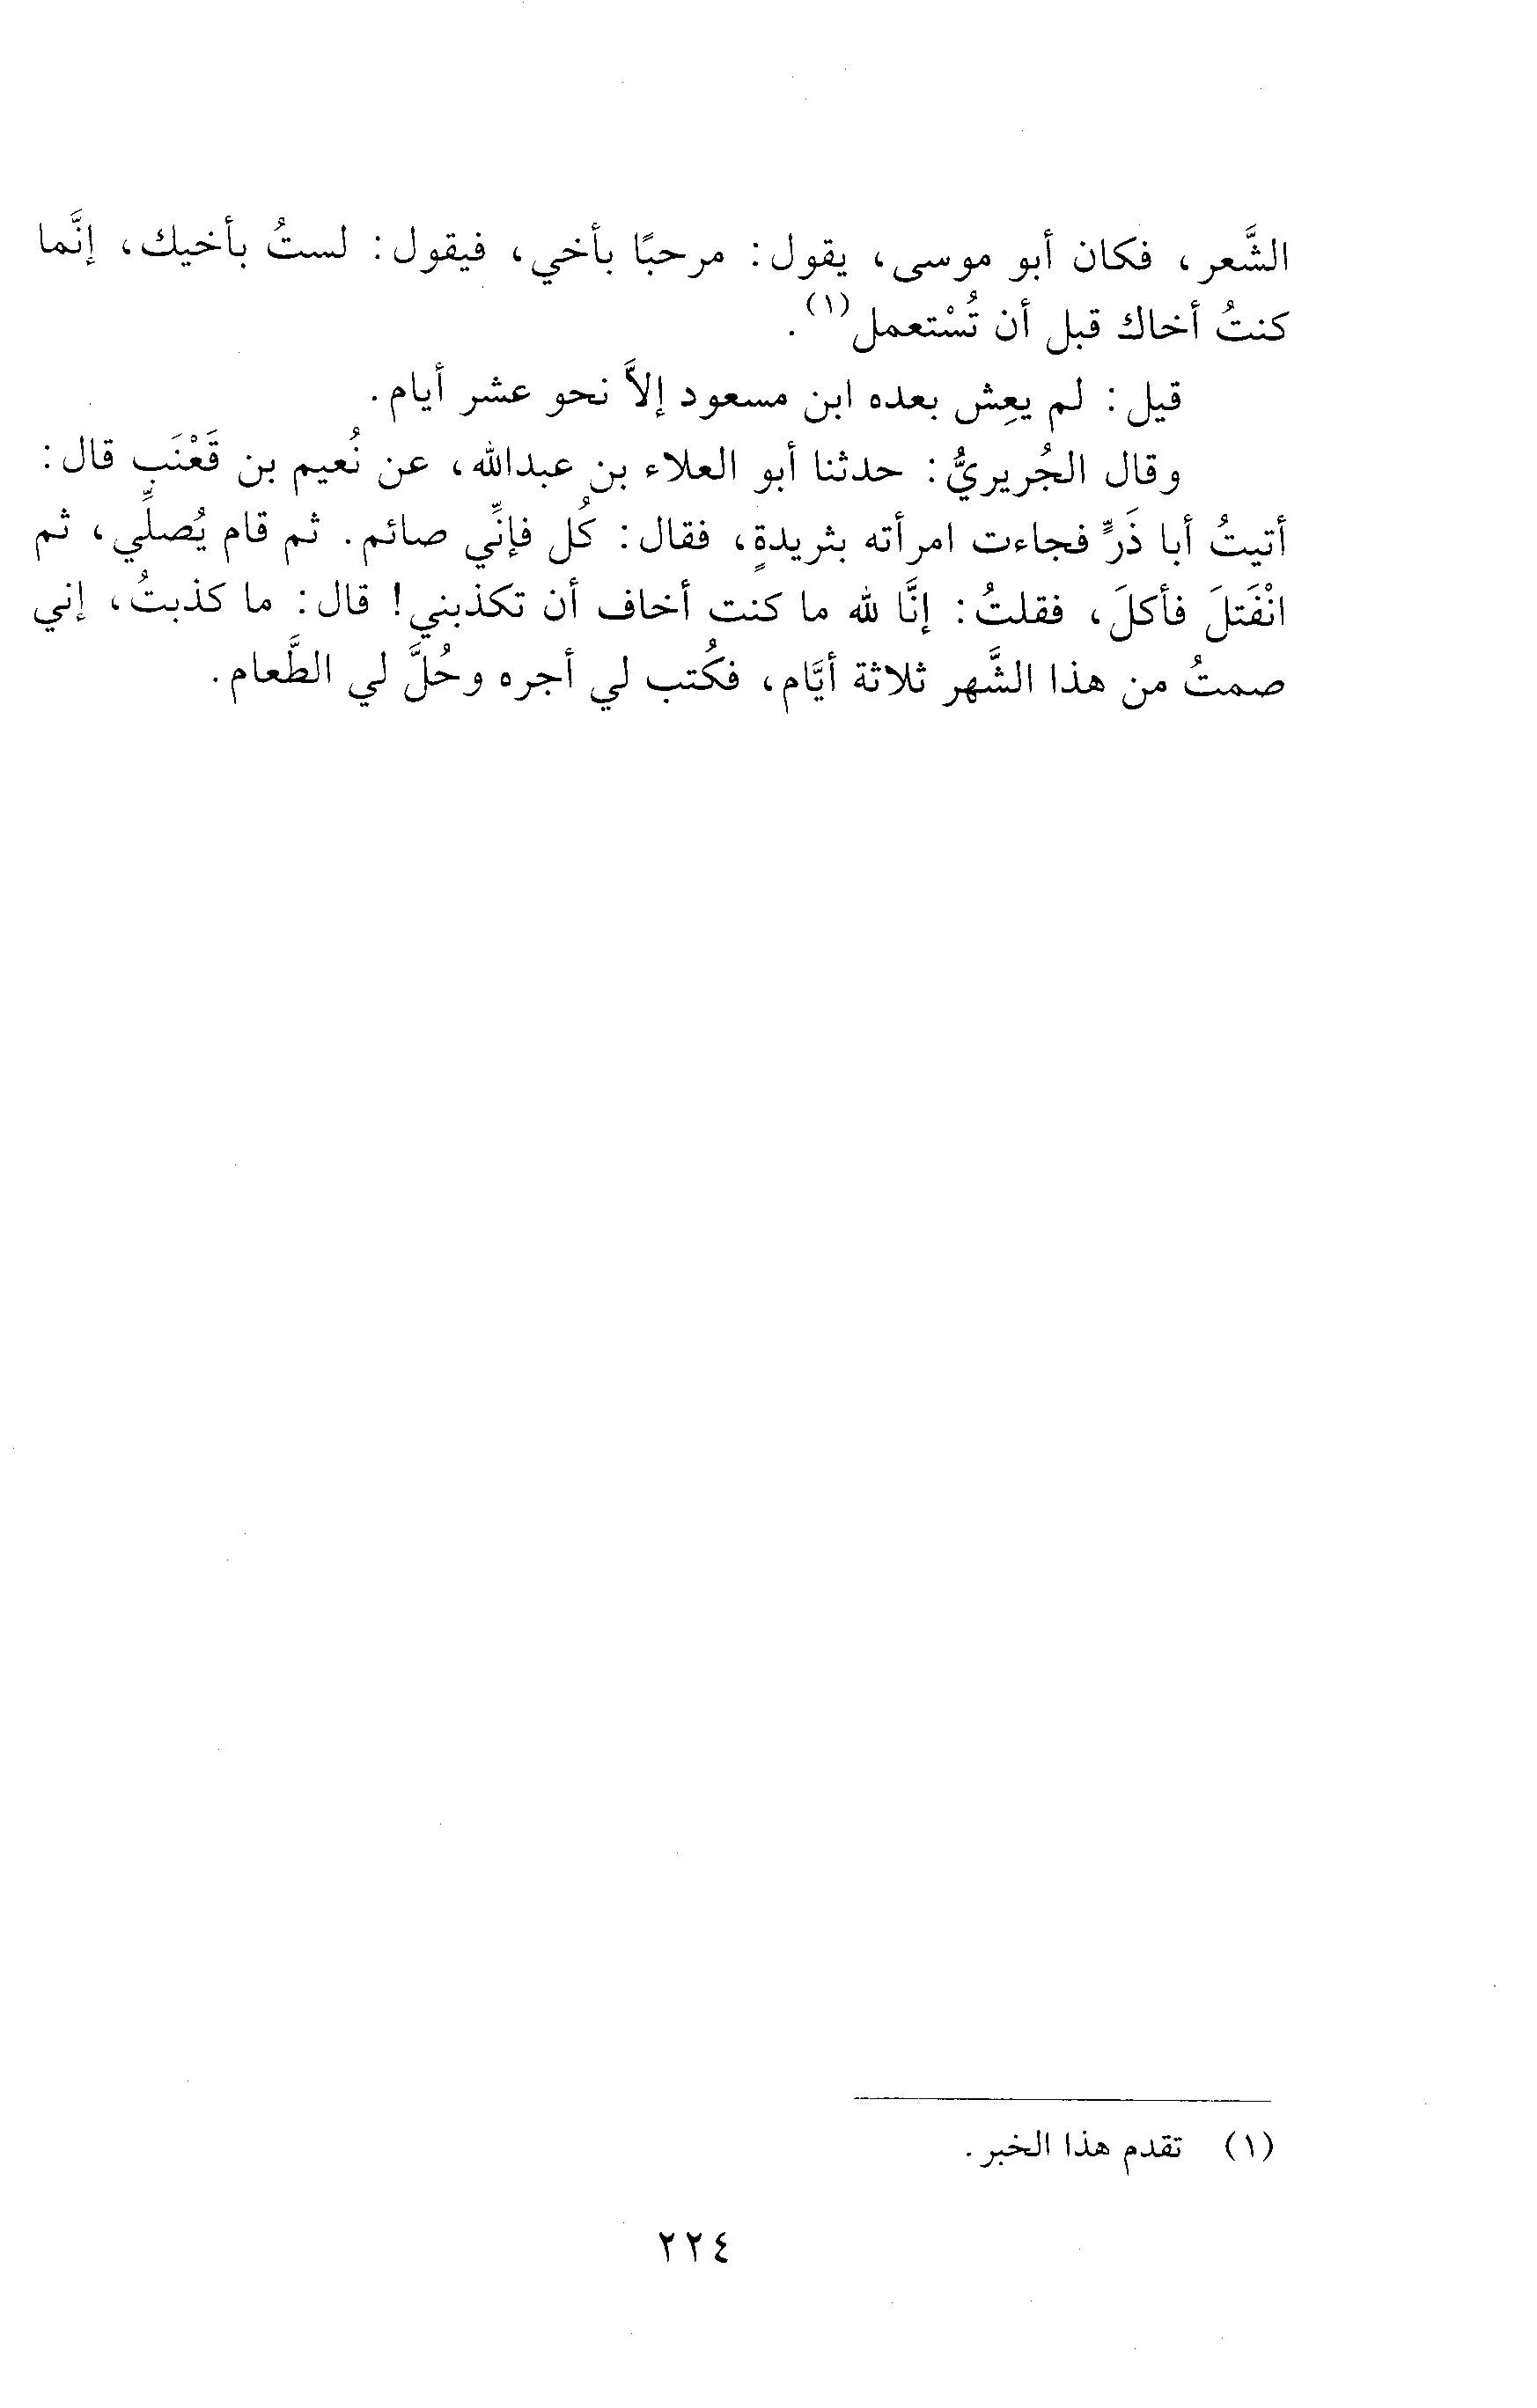 الشَّعر، فكان أبو موسى، يقول: مرحبًا بأخي، فيقول: لستُ بأخيك، إنَّما
كنتُ أخاك قبل أن تُسْتعمل(١).
قيل: لم يعِش بعده ابن مسعود إلاَّ نحو عشر أيام.
وقال الجُريريُّ: حدثنا أبو العلاء بن عبدالله، عن نُعيم بن قَعْنَبٍ قال:
أتيتُ أبا ذَرٍّ فجاءت امرأته بثريدةٍ، فقال: كُل فإنِّي صائم. ثم قام يُصلِّي، ثم
انْفَتلَ فأكلَ، فقلتُ: إنَّا لله ما كنت أخاف أن تكذبني! قال: ما كذبتُ، إني
صمتُ من هذا الشَّهر ثلاثة أيَّام، فكُتب لي أجره وحُلَّ لي الطَّعام.
(١) تقدم هذا الخبر.
٢٢٤